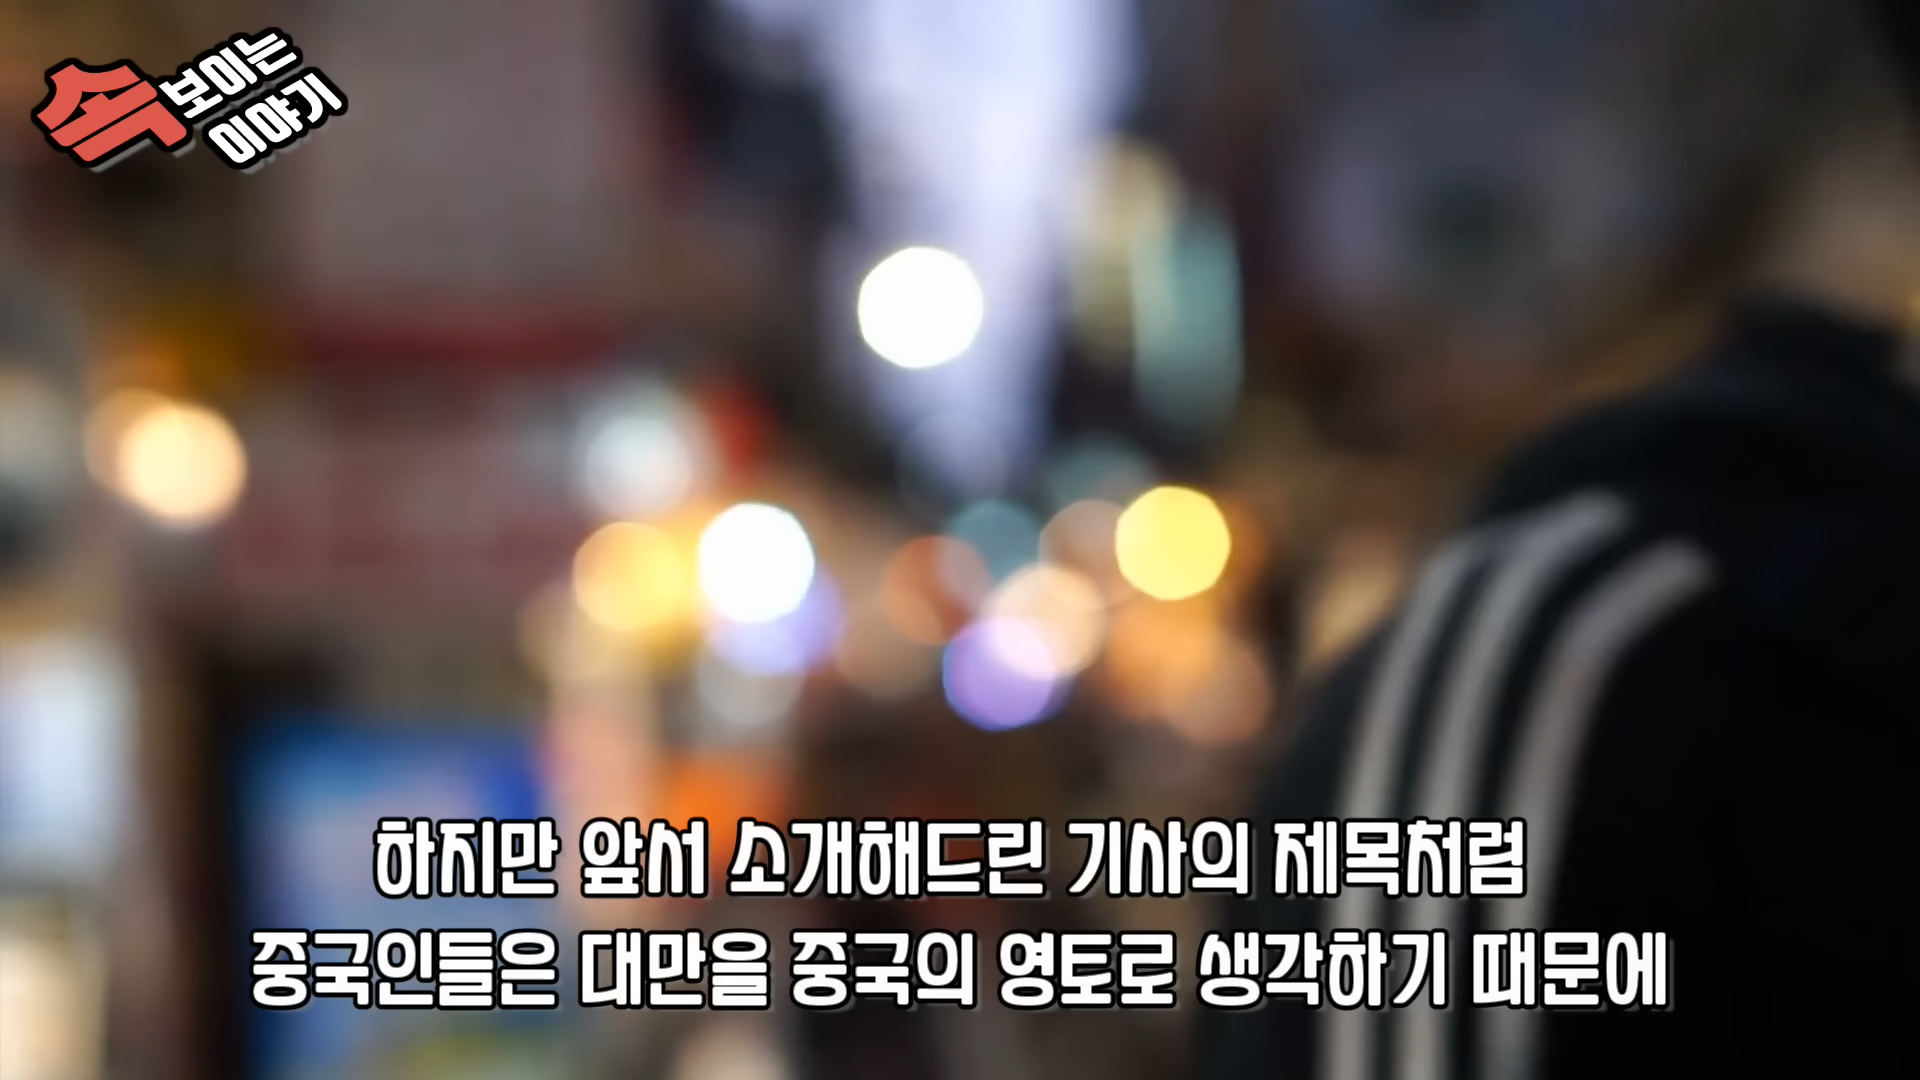 속 보이는
이야기
하지만 앞서 소개해드린 기사의 제목처럼
중국인들은 대만을 중국의 영토로 생각하기 때문에